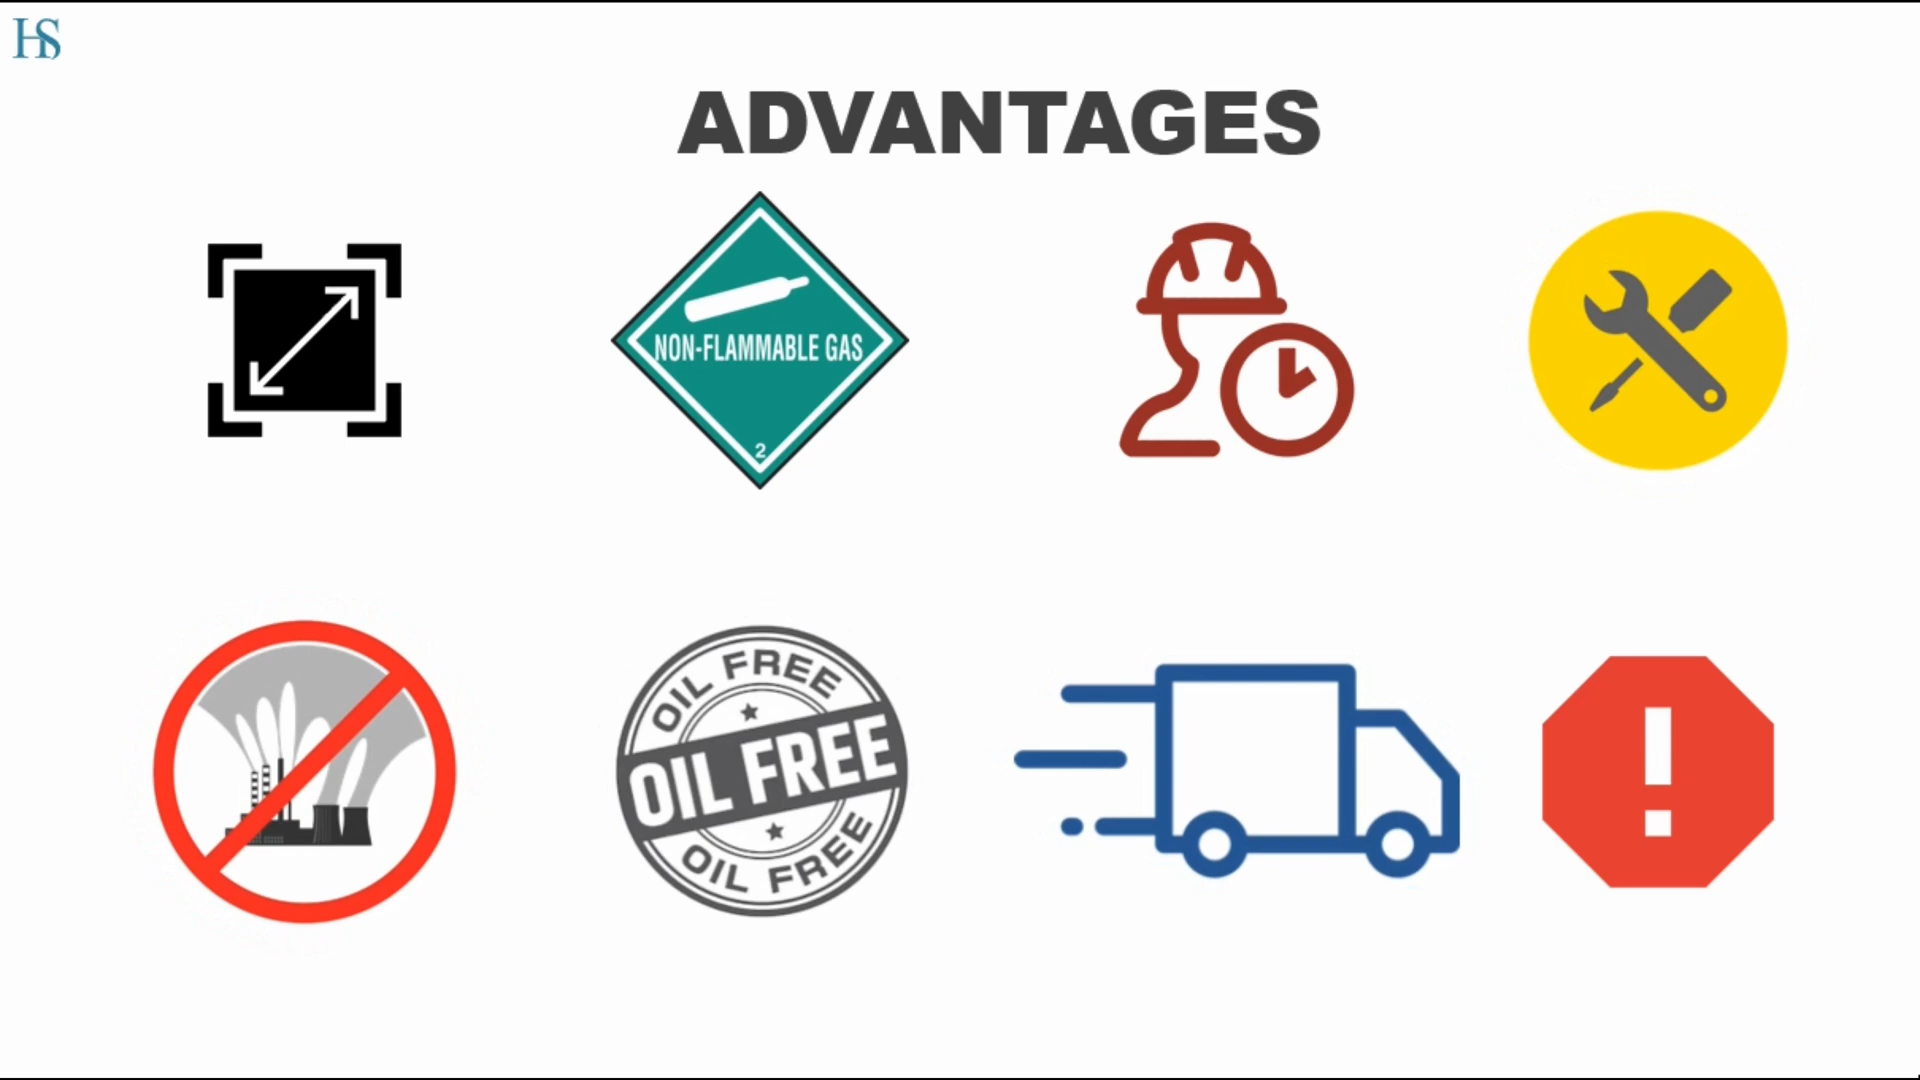 HS
ADVANTAGES
NON-FLAMMABLE GAS
2
OIL FREE
OIL FREE
OIL FREE
!